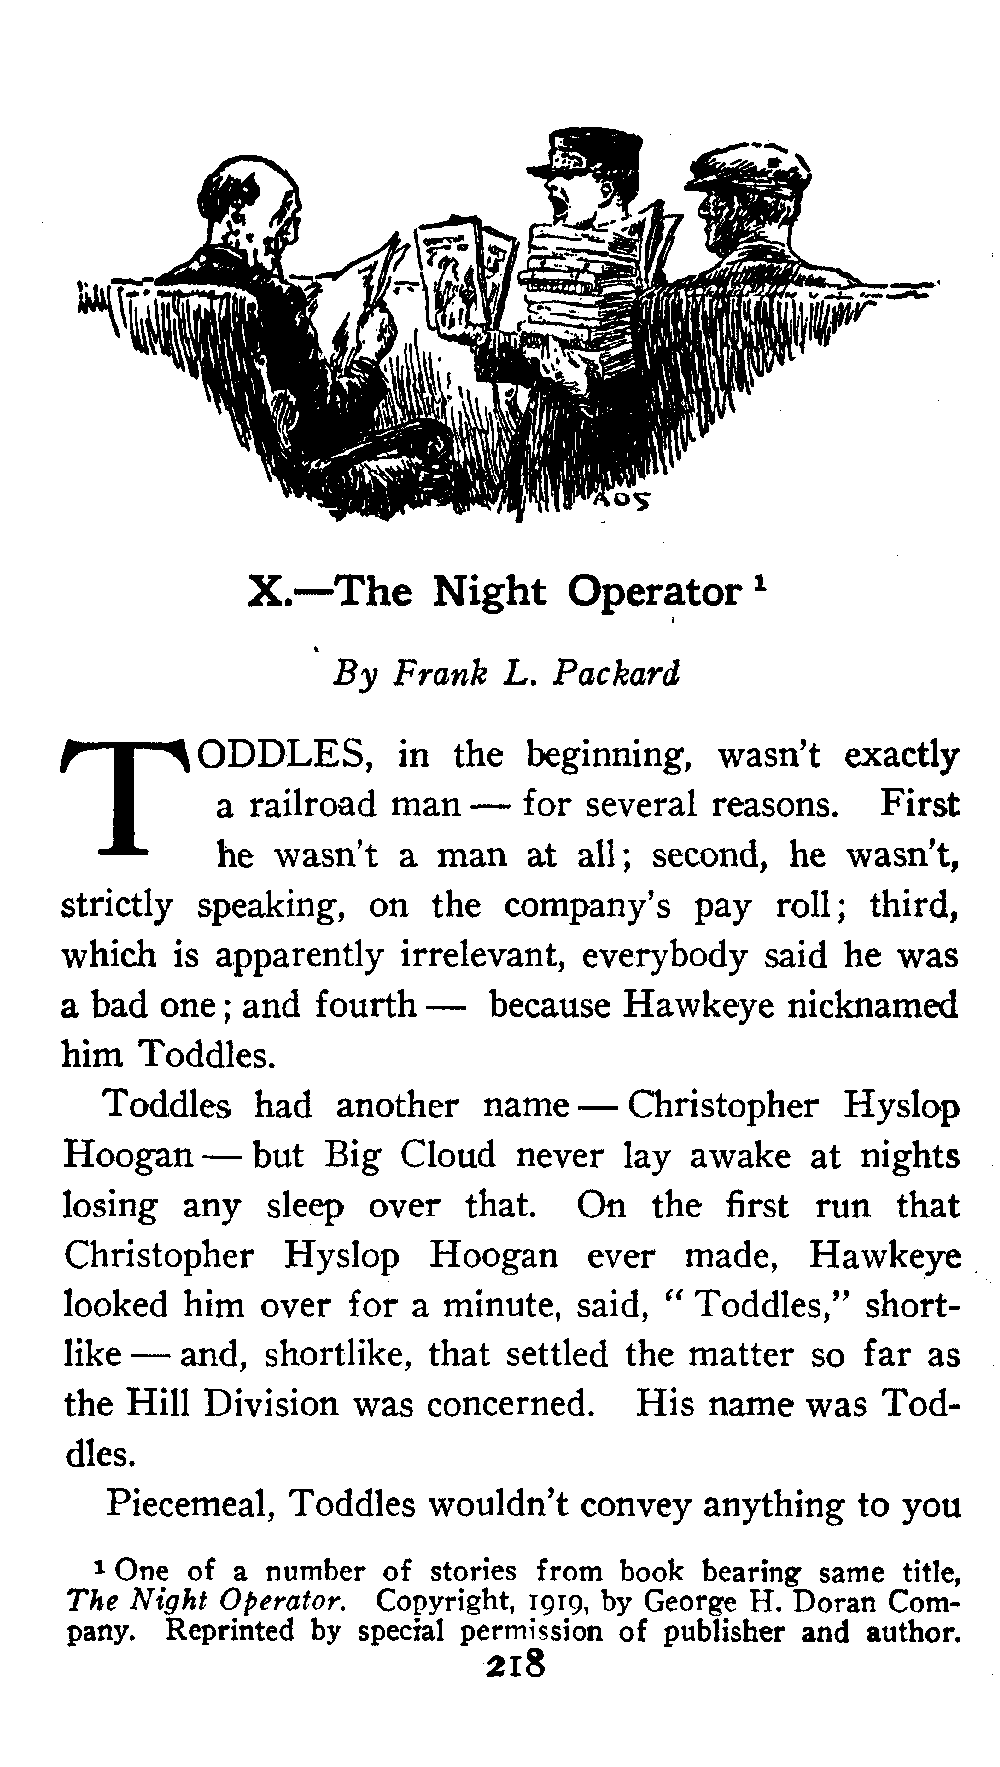 AOS
X.—The Night Operator ¹
By Frank L. Packard
TODDLES, in the beginning, wasn't exactly
a railroad man — for several reasons. First
he wasn't a man at all; second, he wasn't,
strictly speaking, on the company's pay roll; third,
which is apparently irrelevant, everybody said he was
a bad one; and fourth — because Hawkeye nicknamed
him Toddles.
Toddles had another name — Christopher Hyslop
Hoogan — but Big Cloud never lay awake at nights
losing any sleep over that. On the first run that
Christopher Hyslop Hoogan ever made, Hawkeye
looked him over for a minute, said, " Toddles," short-
like — and, shortlike, that settled the matter so far as
the Hill Division was concerned. His name was Tod-
dles.
Piecemeal, Toddles wouldn't convey anything to you
¹ One of a number of stories from book bearing same title,
The Night Operator. Copyright, 1919, by George H. Doran Com-
pany. Reprinted by special permission of publisher and author.
218